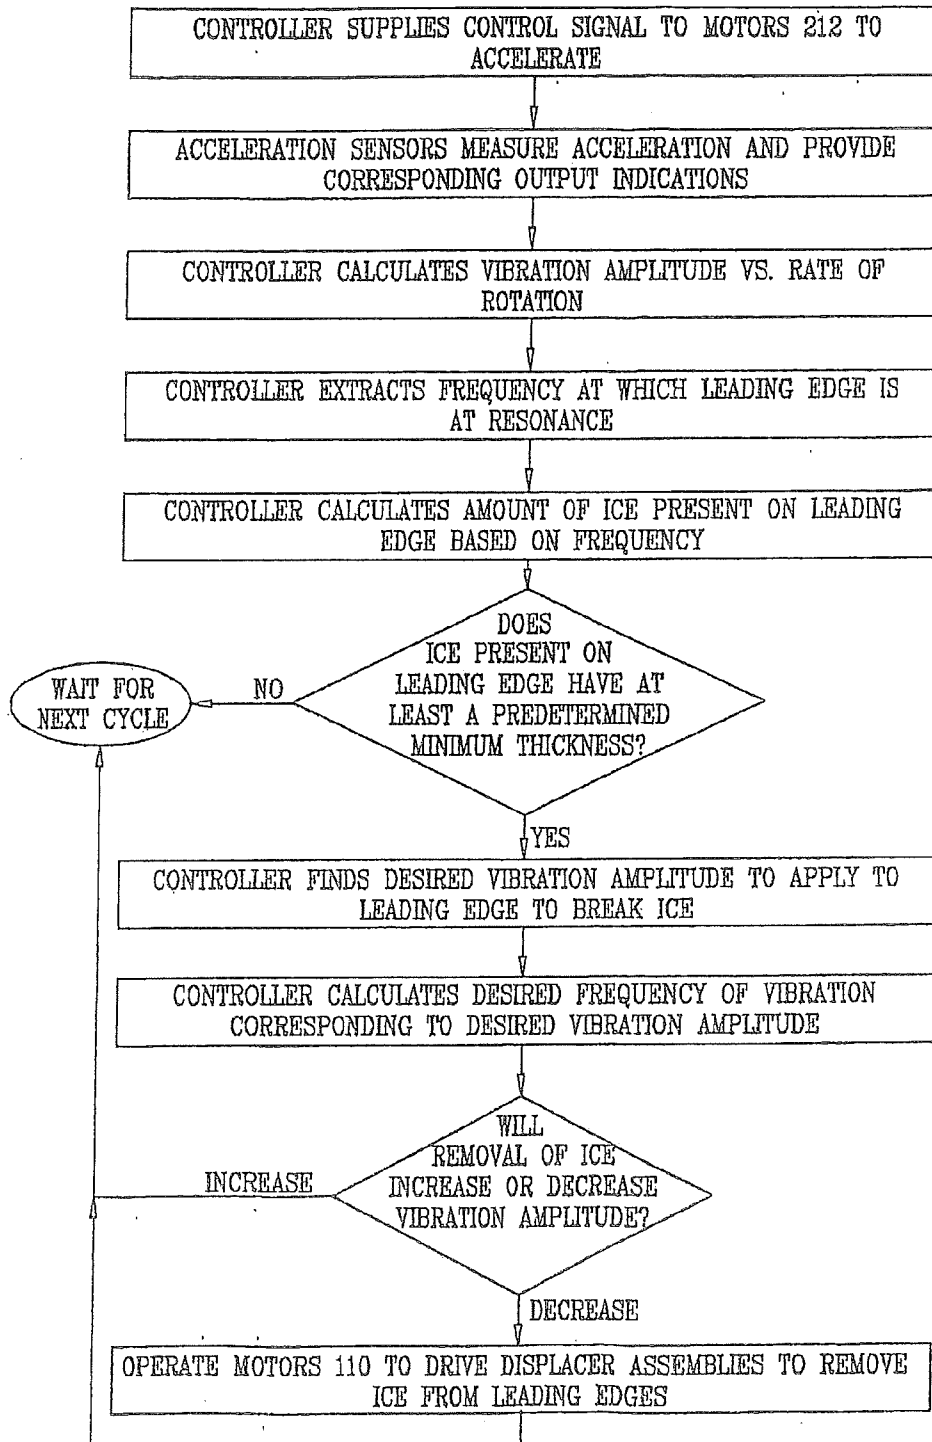 CONTROLLER SUPPLIES CONTROL SIGNAL TO MOTORS 212 TO
ACCELERATE
ACCELERATION SENSORS MEASURE ACCELERATION AND PROVIDE
CORRESPONDING OUTPUT INDICATIONS
CONTROLLER CALCULATES VIBRATION AMPLITUDE VS. RATE OF
ROTATION
CONTROLLER EXTRACTS FREQUENCY AT WHICH LEADING EDGE IS
AT RESONANCE
CONTROLLER CALCULATES AMOUNT OF ICE PRESENT ON LEADING
EDGE BASED ON FREQUENCY
DOES
ICE PRESENT ON
LEADING EDGE HAVE AT
LEAST A PREDETERMINED
MINIMUM THICKNESS?
NO
WAIT FOR
NEXT CYCLE
YES
CONTROLLER FINDS DESIRED VIBRATION AMPLITUDE TO APPLY TO
LEADING EDGE TO BREAK ICE
CONTROLLER CALCULATES DESIRED FREQUENCY OF VIBRATION
CORRESPONDING TO DESIRED VIBRATION AMPLITUDE
WILL
REMOVAL OF ICE
INCREASE OR DECREASE
VIBRATION AMPLITUDE?
INCREASE
DECREASE
OPERATE MOTORS 110 TO DRIVE DISPLACER ASSEMBLIES TO REMOVE
ICE FROM LEADING EDGES